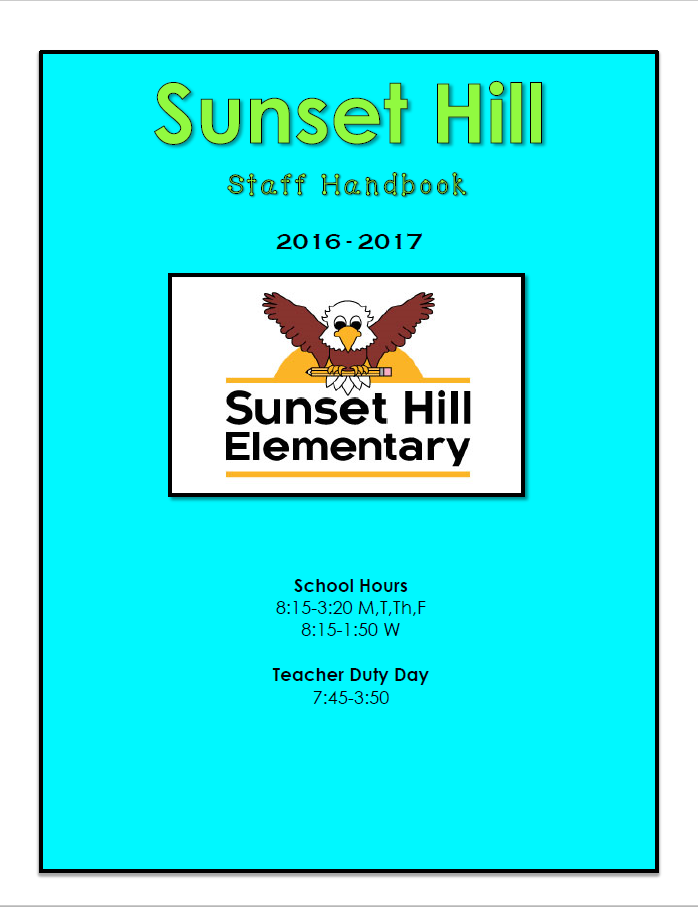 Sunset Hill
Staff Handbook
2016 - 2017
Sunset Hill
Elementary
School Hours
8:15-3:20 M,T,Th,F
8:15-1:50 W
Teacher Duty Day
7:45-3:50